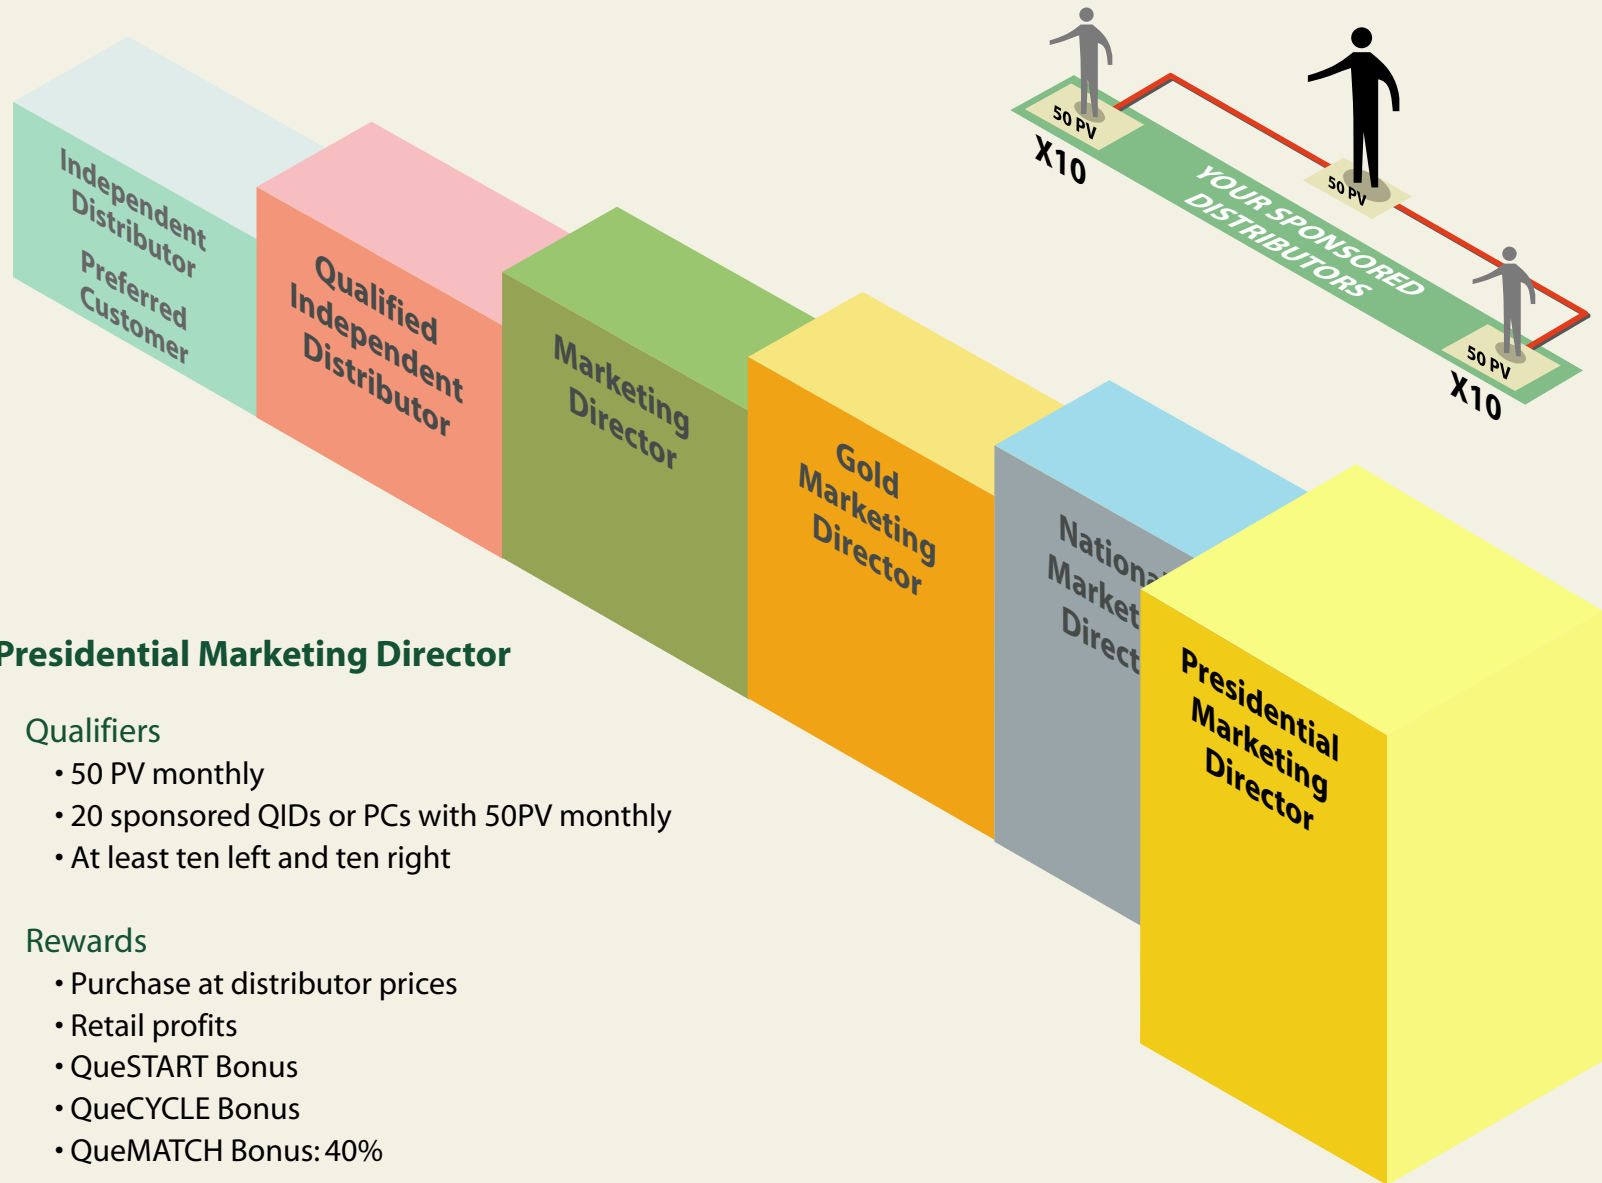 50 PV
X10
50 PV
YOUR SPONSORED
DISTRIBUTORS
50 PV
X10
Independent
Distributor
Preferred
Customer
Qualified
Independent
Distributor
Marketing
Director
Gold
Marketing
Director
Nationa
Market
Direct
Presidential
Marketing
Director
Presidential Marketing Director
Qualifiers
• 50 PV monthly
• 20 sponsored QIDs or PCs with 50PV monthly
• At least ten left and ten right
Rewards
• Purchase at distributor prices
• Retail profits
• QueSTART Bonus
• QueCYCLE Bonus
• QueMATCH Bonus: 40%